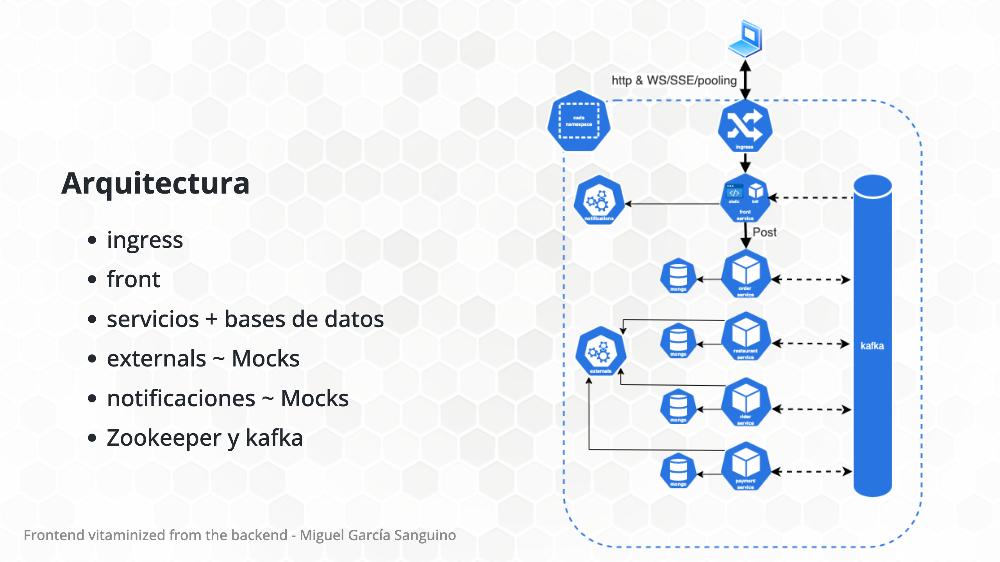 Arquitectura
ingress
front
servicios + bases de datos
externals ~ Mocks
notificaciones ~ Mocks
Zookeeper y kafka
Frontend vitaminized from the backend - Miguel García Sanguino
http & WS/SSE/pooling
namespace
ingress
static
front
service
notifications
Post
order
service
mongo
restaurant
service
mongo
externals
kafka
rider
service
mongo
payment
service
mongo